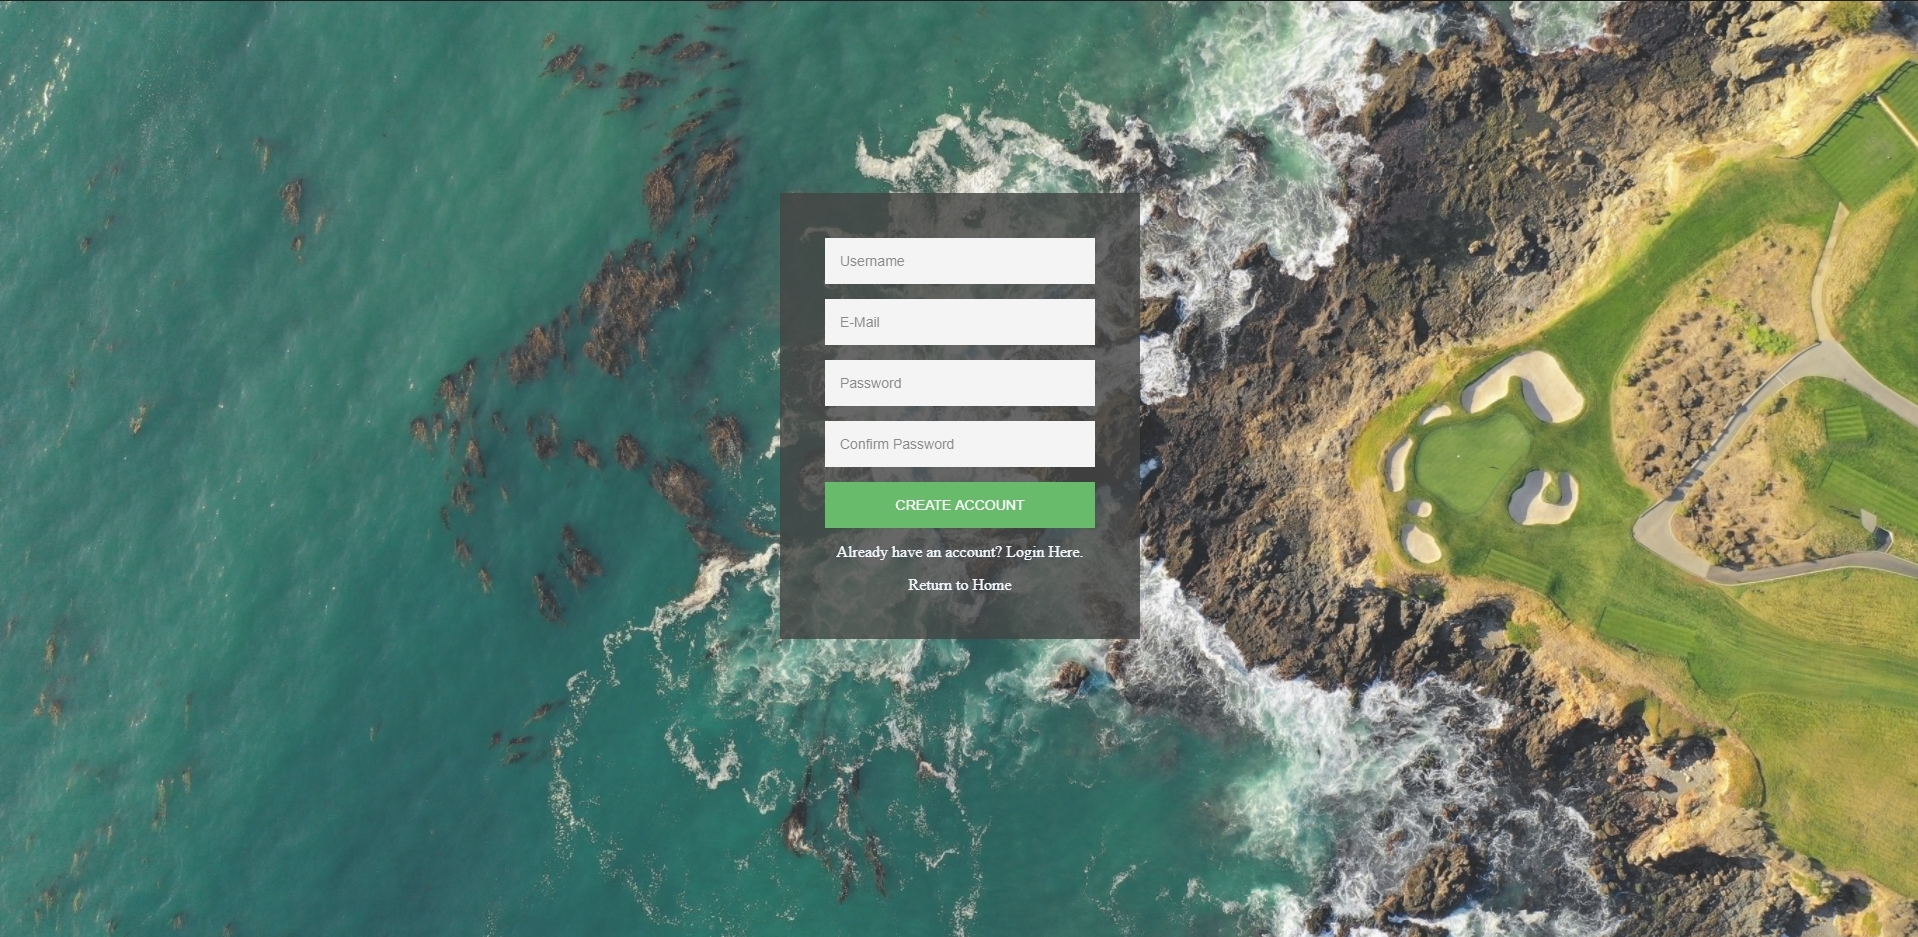 Username
E-Mail
Password
Confirm Password
CREATE ACCOUNT
Already have an account? Login Here.
Return to Home